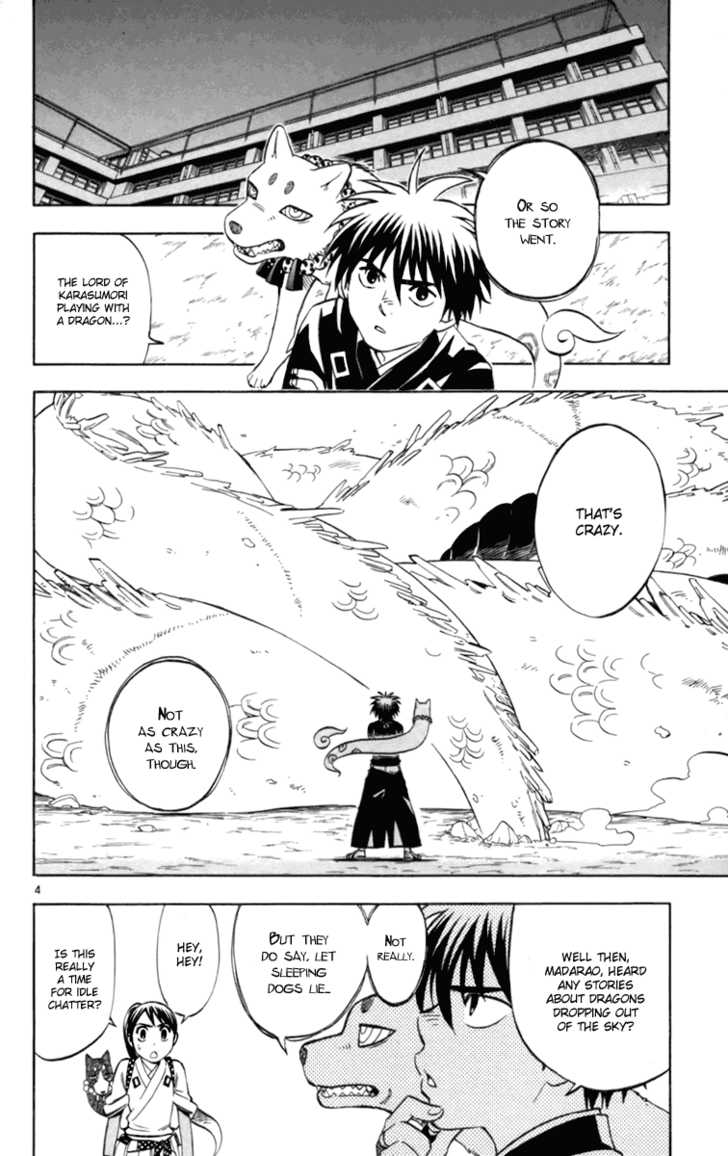 OR SO
THE STORY
WENT.
THE LORD OF
KARASUMORI
PLAYING WITH
A DRAGON...?
THAT'S
CRAZY.
NOT
AS CRAZY
AS THIS,
THOUGH.
4
WELL THEN,
MADARAO, HEARD
ANY STORIES
ABOUT DRAGONS
DROPPING OUT
OF THE SKY?
NOT
REALLY.
BUT THEY
DO SAY, LET
SLEEPING
DOGS LIE...
HEY,
HEY!
IS THIS
REALLY
A TIME
FOR IDLE
CHATTER?